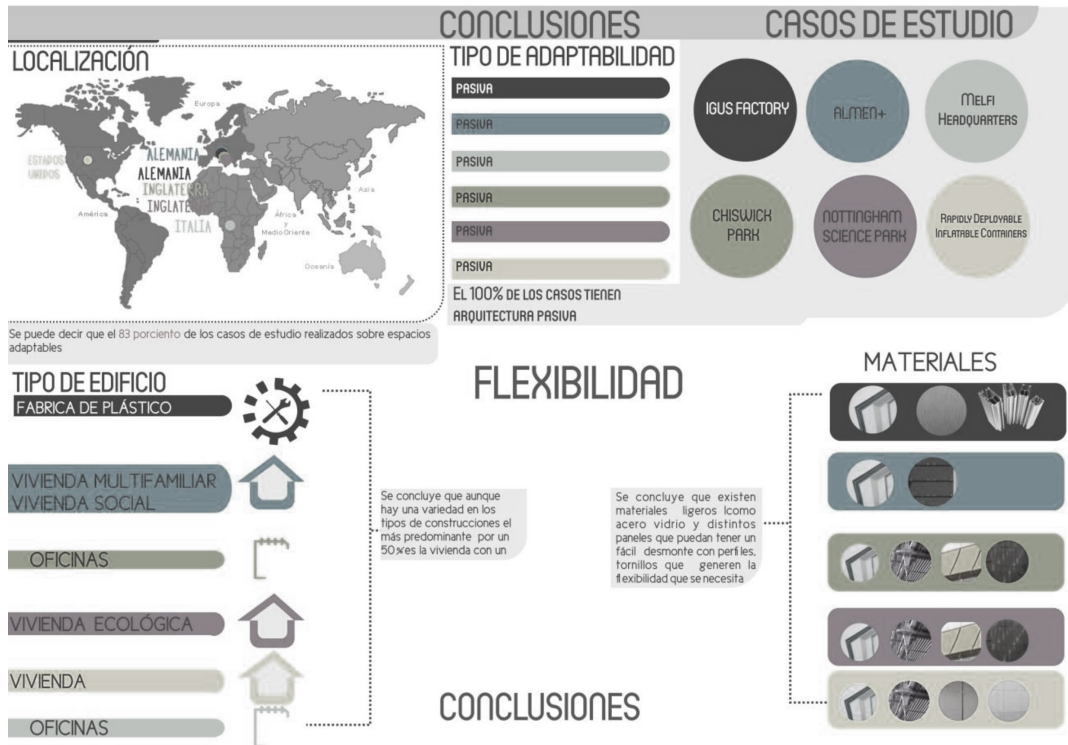 CONCLUSIONES
CASOS DE ESTUDIO
LOCALIZACIÓN
Europa
ESTADOS
UNIDOS
ALEMANIA
ALEMANIA
INGLATERRA
INGLATERRA
ITALIA
América
África
y
Medio Oriente
Asia
Oceanía
Se puede decir que el 83 porciento de los casos de estudio realizados sobre espacios
adaptables
TIPO DE ADAPTABILIDAD
PASIVA
PASIVA
PASIVA
PASIVA
PASIVA
PASIVA
EL 100% DE LOS CASOS TIENEN
ARQUITECTURA PASIVA
IGUS FACTORY
ALMEN+
MELFI
HEADQUARTERS
CHISWICK
PARK
NOTTINGHAM
SCIENCE PARK
RAPIDLY DEPLOYABLE
INFLATABLE CONTAINERS
TIPO DE EDIFICIO
FABRICA DE PLÁSTICO
VIVIENDA MULTIFAMILIAR
VIVIENDA SOCIAL
OFICINAS
VIVIENDA ECOLÓGICA
VIVIENDA
OFICINAS
FLEXIBILIDAD
Se concluye que aunque
hay una variedad en los
tipos de construcciones el
más predominante por un
50%es la vivienda con un
Se concluye que existen
materiales ligeros lcomo
acero vidrio y distintos
paneles que puedan tener un
fácil desmonte con perfiles,
tornillos que generen la
flexibilidad que se necesita
MATERIALES
CONCLUSIONES